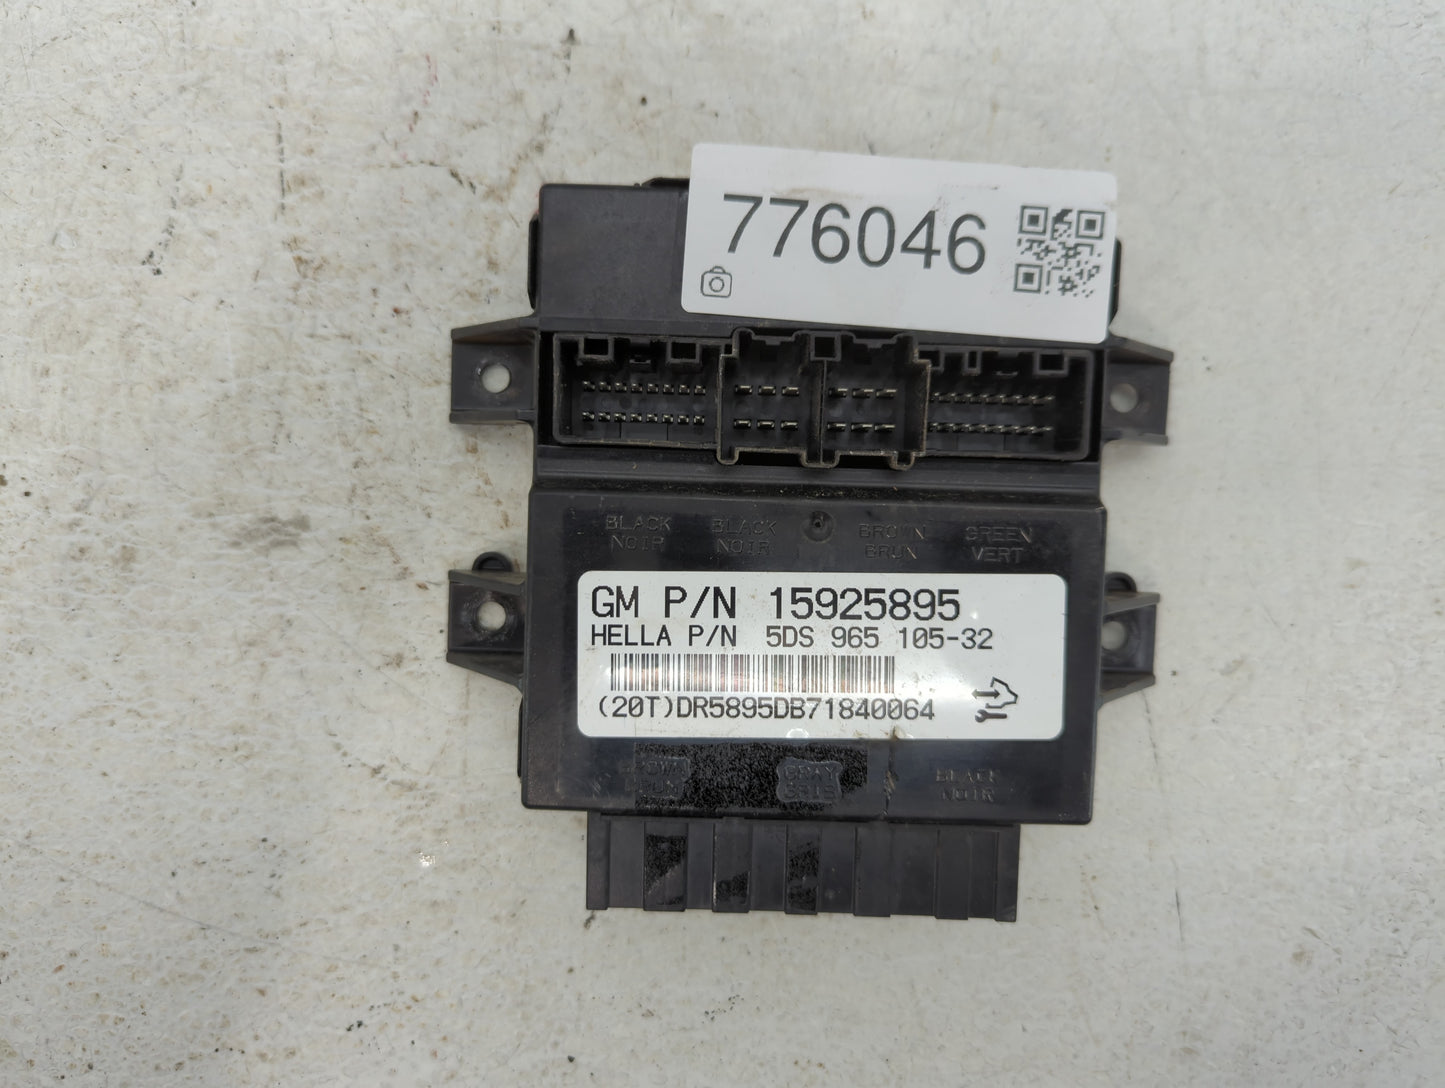 776046
BLACK BLACK BROWN GREEN
NOIR NOIR BRUN VERT
GM P/N 15925895
HELLA P/N 5DS 965 105-32
(20T)DR5895DB71840064
GRAY BLACK
GRIS NOIR